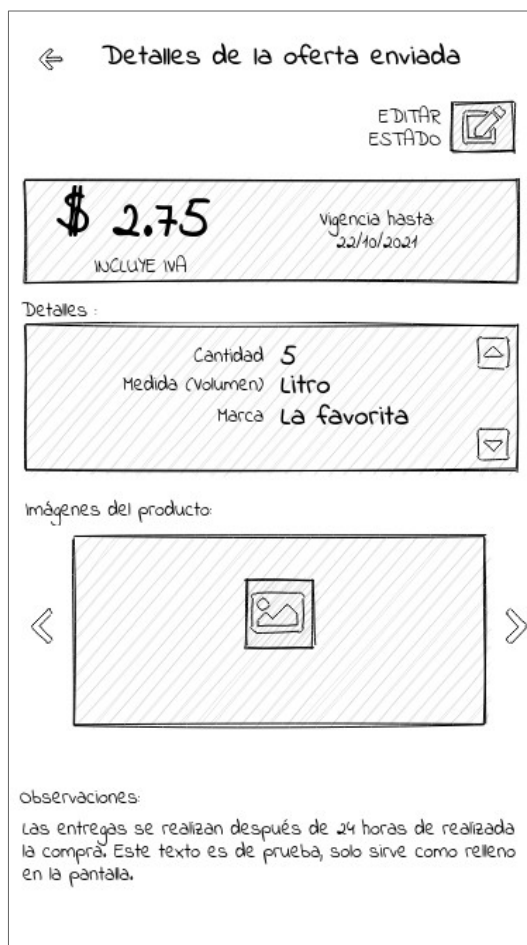 Detalles de la oferta enviada
EDITAR
ESTADO
$ 2.75
INCLUYE IVA
Vigencia hasta:
22/10/2021
Detalles :
Cantidad 5
Medida (Volumen) Litro
Marca La favorita
Imágenes del producto:
Observaciones:
Las entregas se realizan después de 24 horas de realizada
la compra. Este texto es de prueba, solo sirve como relleno
en la pantalla.